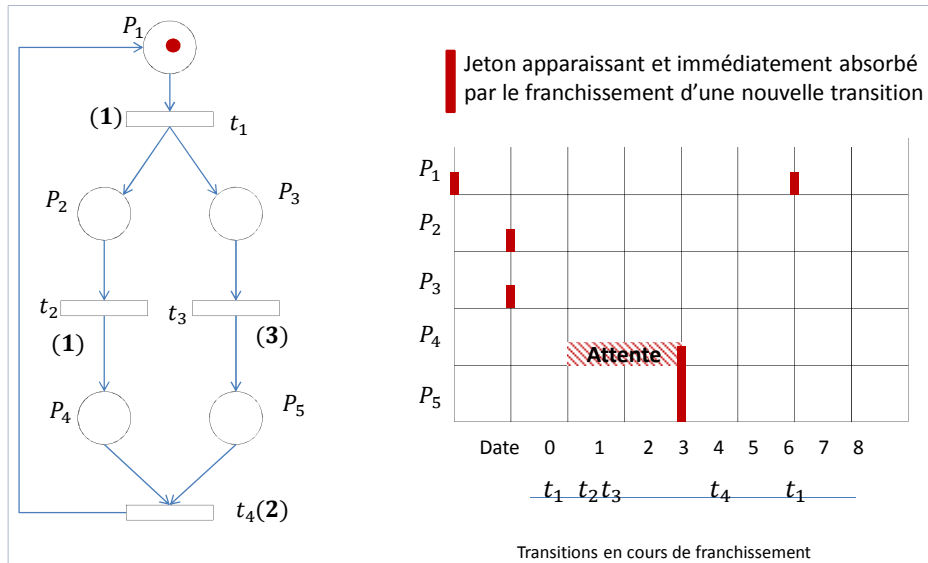 P₁
(1) t₁
P₂ P₃
t₂ t₃
(1) (3)
P₄ P₅
t₄(2)
Jeton apparaissant et immédiatement absorbé
par le franchissement d’une nouvelle transition
P₁
P₂
P₃
P₄
Attente
P₅
Date 0 1 2 3 4 5 6 7 8
t₁ t₂ t₃ t₄ t₁
Transitions en cours de franchissement